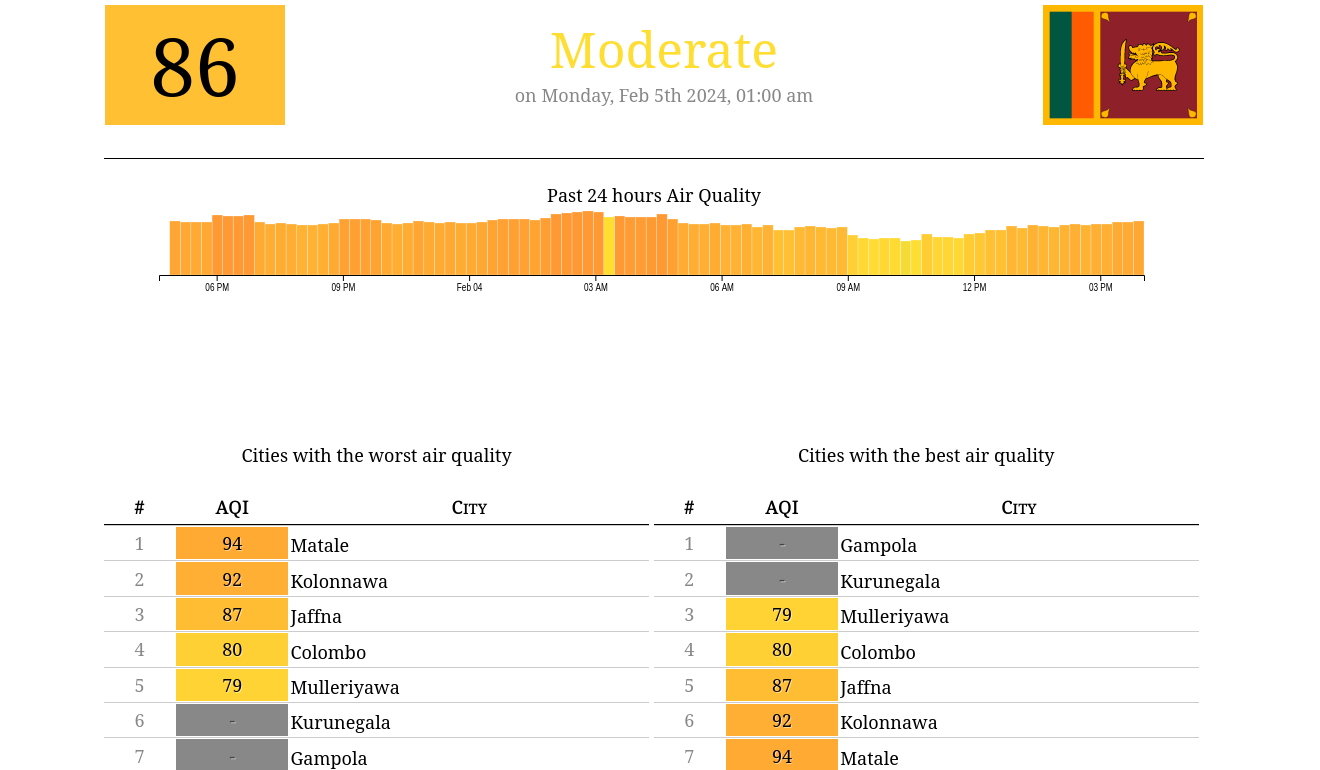 86
Moderate
on Monday, Feb 5th 2024, 01:00 am
Past 24 hours Air Quality
06 PM 09 PM Feb 04 03 AM 06 AM 09 AM 12 PM 03 PM
Cities with the worst air quality
# AQI City
1 94 Matale
2 92 Kolonnawa
3 87 Jaffna
4 80 Colombo
5 79 Mulleriyawa
6 - Kurunegala
7 - Gampola
Cities with the best air quality
# AQI City
1 - Gampola
2 - Kurunegala
3 79 Mulleriyawa
4 80 Colombo
5 87 Jaffna
6 92 Kolonnawa
7 94 Matale